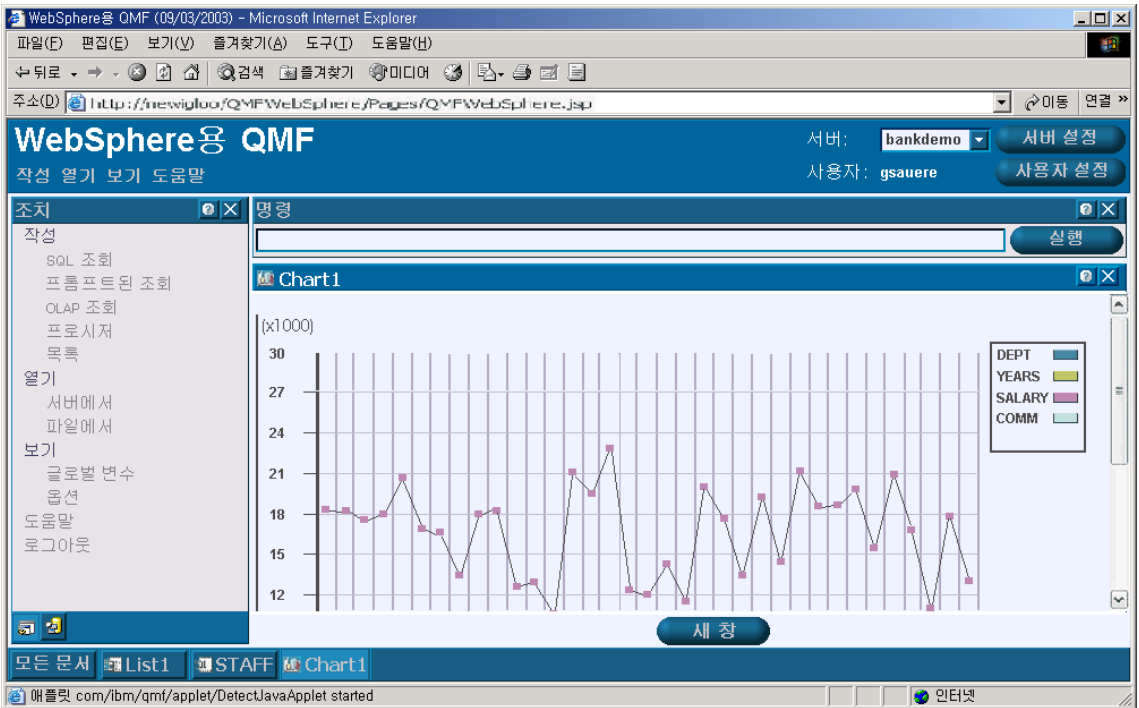 WebSphere용 QMF (09/03/2003) - Microsoft Internet Explorer
파일(F) 편집(E) 보기(V) 즐겨찾기(A) 도구(T) 도움말(H)
뒤로 검색 즐겨찾기 미디어
주소(D) http://newigloo/QMFWebSphere/Pages/QMFWebSphere.jsp 이동 연결 »
WebSphere용 QMF
서버: bankdemo 서버 설정
작성 열기 보기 도움말
사용자: gsauere 사용자 설정
조치
작성
SQL 조회
프롬프트된 조회
OLAP 조회
프로시저
목록
열기
서버에서
파일에서
보기
글로벌 변수
옵션
도움말
로그아웃
명령
실행
Chart1
(x1000)
30
27
24
21
18
15
12
DEPT
YEARS
SALARY
COMM
새 창
모든 문서 List1 STAFF Chart1
애플릿 com/ibm/qmf/applet/DetectJavaApplet started 인터넷